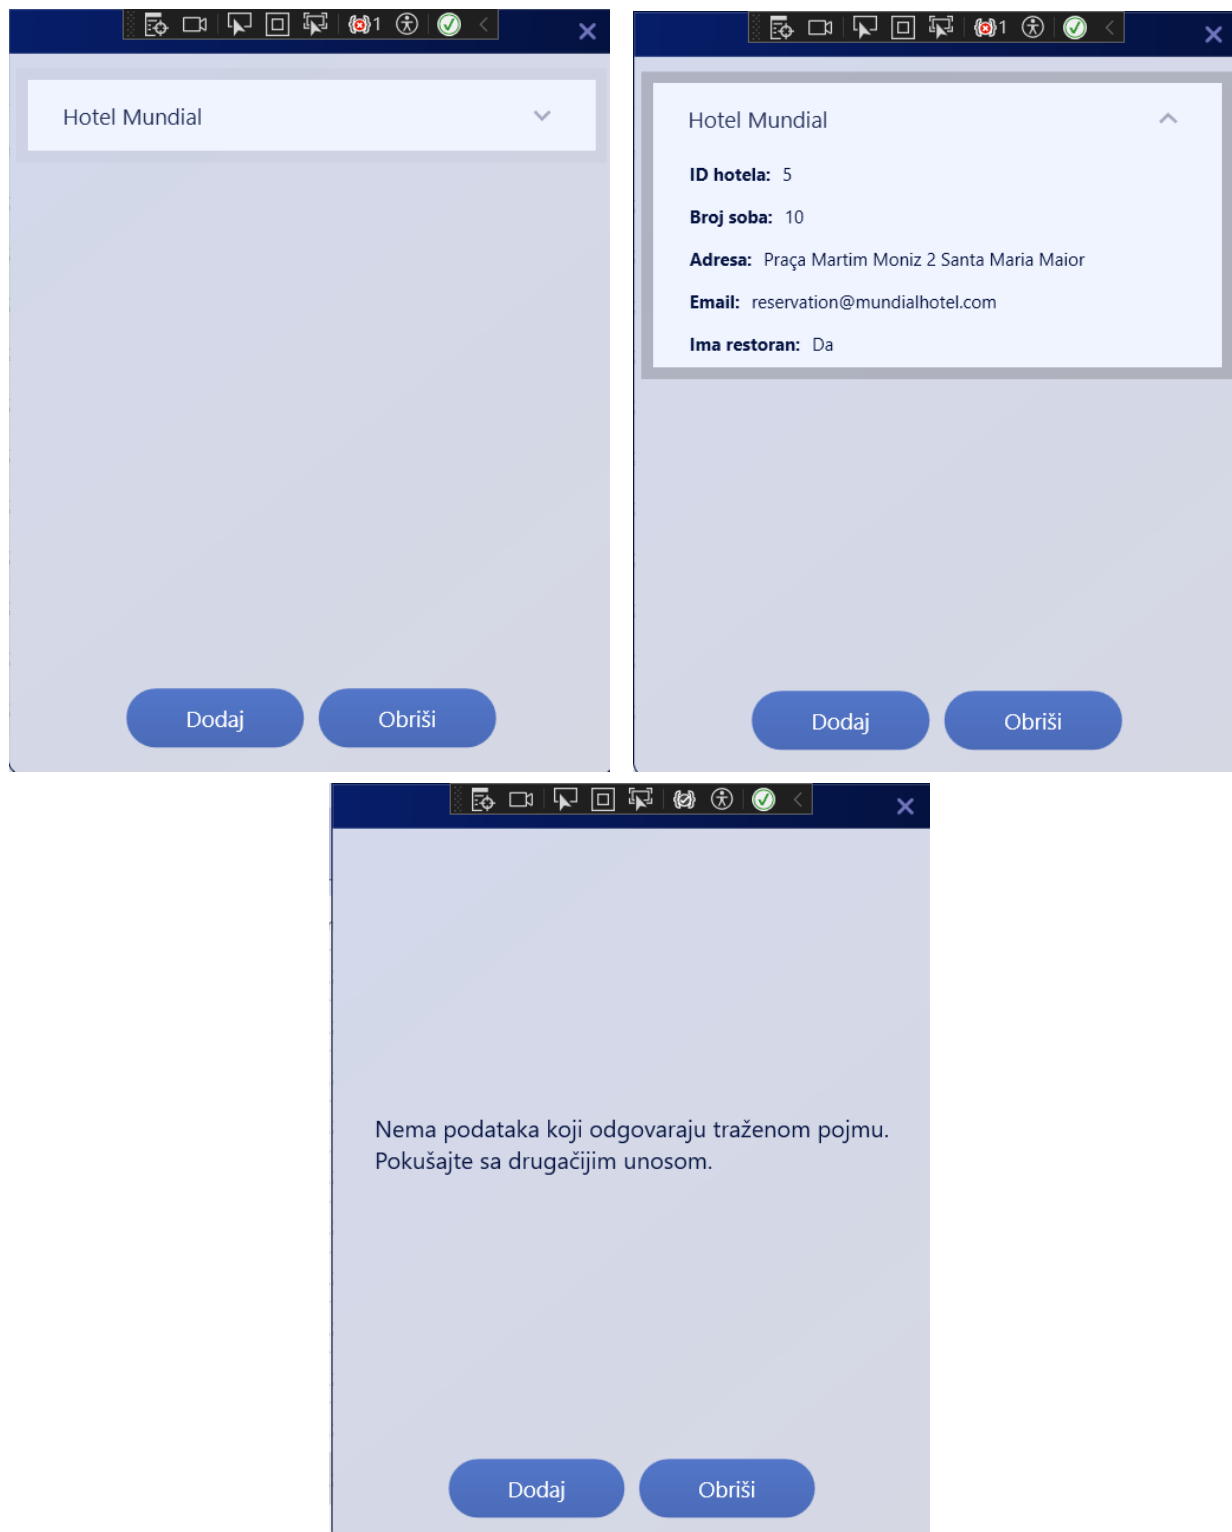 1
Hotel Mundial
Dodaj
Obriši
1
Hotel Mundial
ID hotela: 5
Broj soba: 10
Adresa: Praça Martim Moniz 2 Santa Maria Maior
Email: reservation@mundialhotel.com
Ima restoran: Da
Dodaj
Obriši
Nema podataka koji odgovaraju traženom pojmu.
Pokušajte sa drugačijim unosom.
Dodaj
Obriši